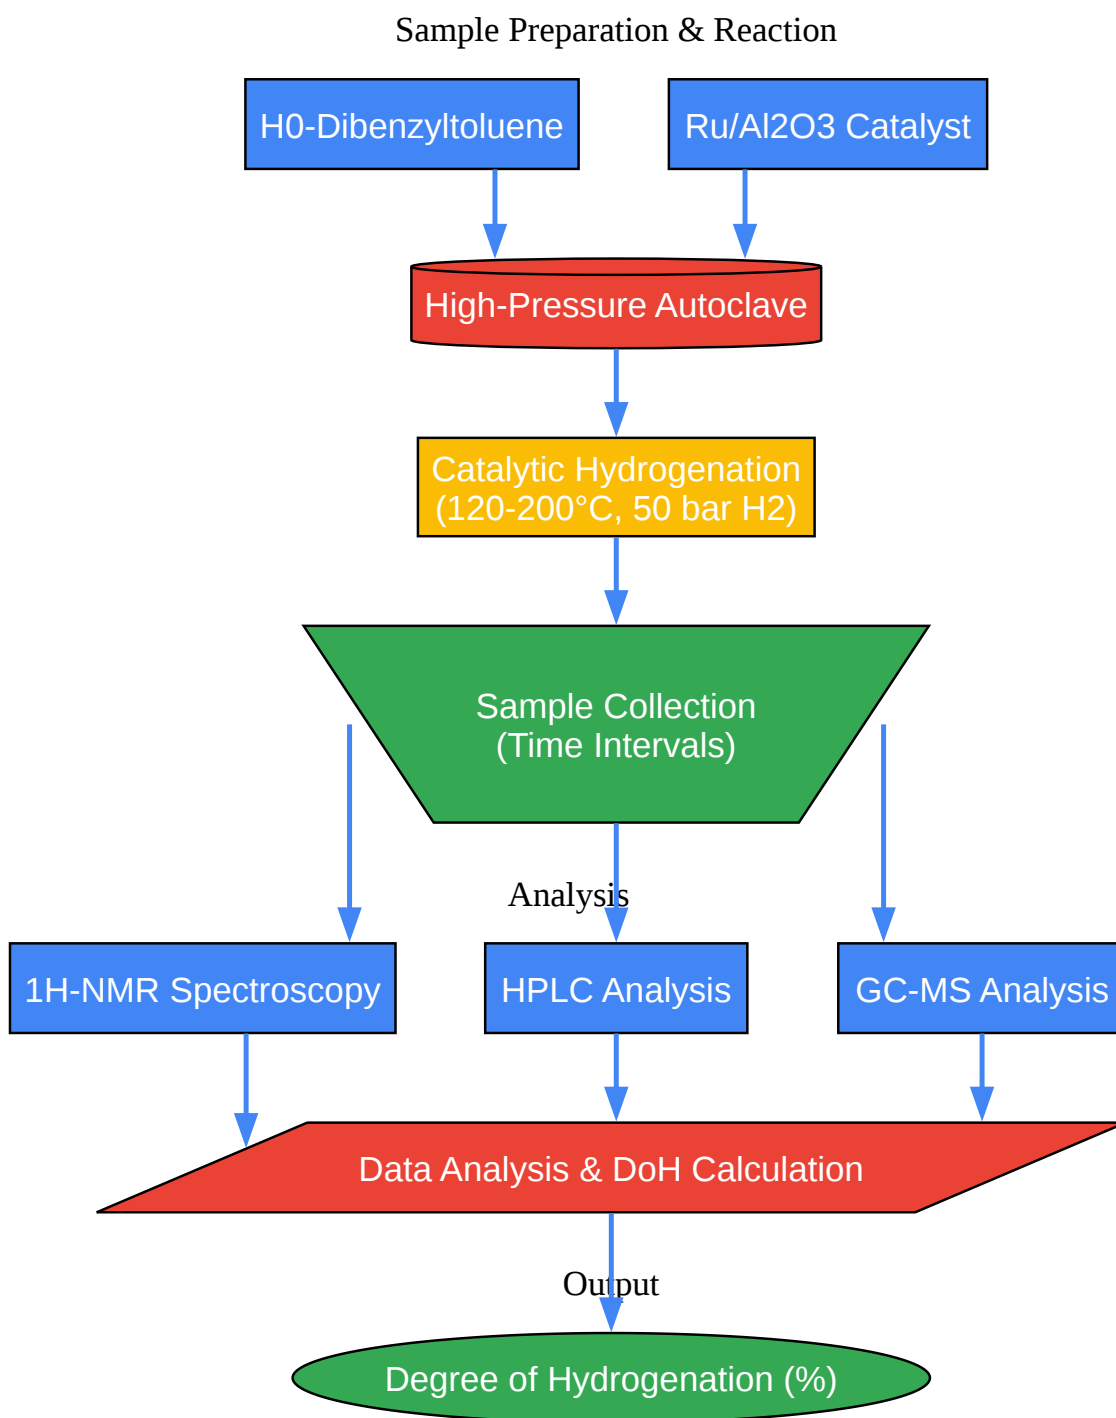 Sample Preparation & Reaction
H0-Dibenzyltoluene
Ru/Al2O3 Catalyst
High-Pressure Autoclave
Catalytic Hydrogenation
(120-200°C, 50 bar H2)
Sample Collection
(Time Intervals)
Analysis
1H-NMR Spectroscopy
HPLC Analysis
GC-MS Analysis
Data Analysis & DoH Calculation
Output
Degree of Hydrogenation (%)